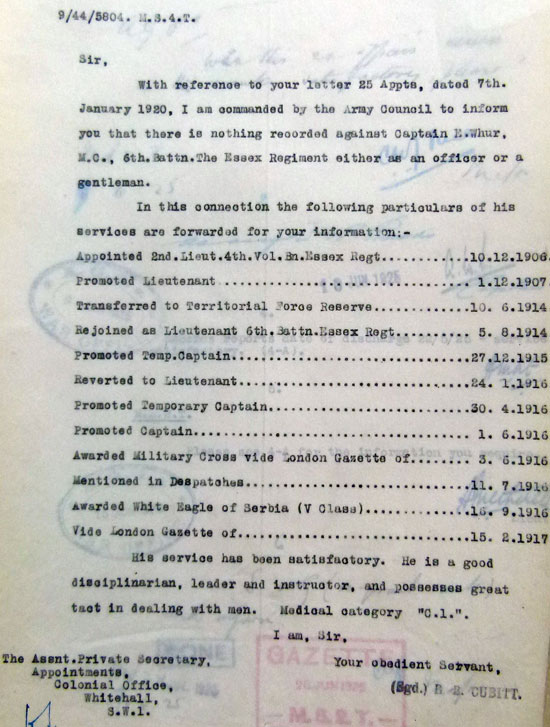 9/44/5804. M.S.4.T.
Sir,
With reference to your letter 25 Appts, dated 7th.
January 1920, I am commanded by the Army Council to inform
you that there is nothing recorded against Captain E.Whur,
M.C., 6th.Battn.The Essex Regiment either as an officer or a
gentleman.
In this connection the following particulars of his
services are forwarded for your information:-
Appointed 2nd.Lieut.4th.Vol.Bn.Essex Regt...........10.12.1906.
Promoted Lieutenant ................................ 1.12.1907.
Transferred to Territorial Force Reserve............10. 6.1914
Rejoined as Lieutenant 6th.Battn.Essex Regt......... 5. 8.1914
Promoted Temp.Captain...............................27.12.1915
Reverted to Lieutenant..............................24. 1.1916
Promoted Temporary Captain..........................30. 4.1916
Promoted Captain.................................... 1. 6.1916
Awarded Military Cross vide London Gazette of....... 3. 6.1916
Mentioned in Despatches.............................11. 7.1916
Awarded White Eagle of Serbia (V Class).............16. 9.1916
Vide London Gazette of..............................15. 2.1917
His service has been satisfactory. He is a good
disciplinarian, leader and instructor, and possesses great
tact in dealing with men. Medical category "C.1.".
I am, Sir,
The Assnt.Private Secretary,
Appointments,
Colonial Office,
Whitehall,
S.W.1.
Your obedient Servant,
(Sgd.) B. B. CUBITT.
GAZETTE
M.S.3.T.